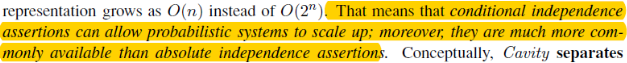 representation grows as O(n) instead of O(2ⁿ). That means that conditional independence
assertions can allow probabilistic systems to scale up; moreover, they are much more com-
monly available than absolute independence assertions. Conceptually, Cavity separates